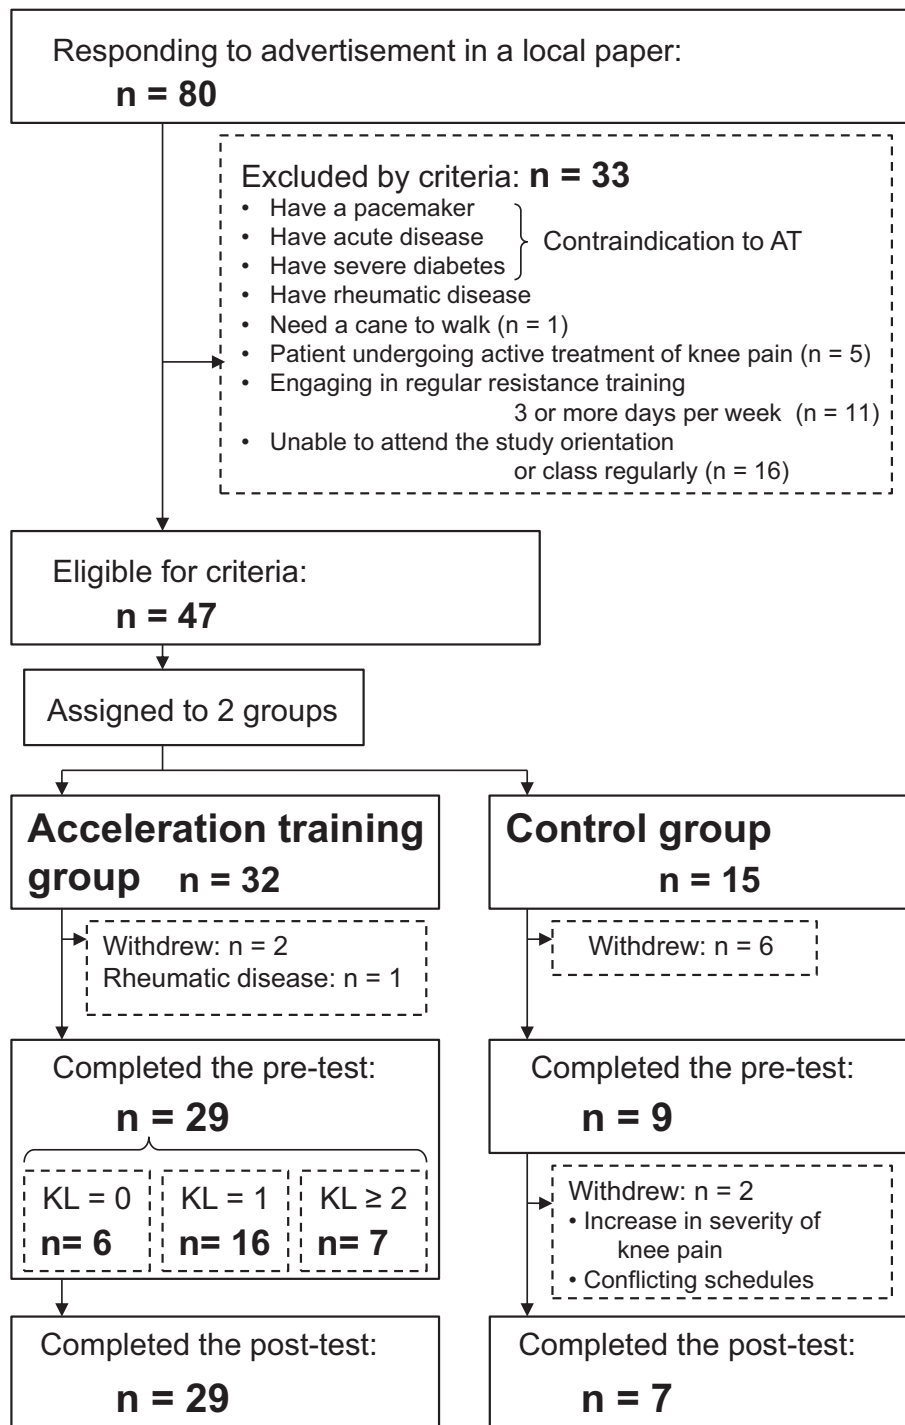 Responding to advertisement in a local paper:
n = 80
Excluded by criteria: n = 33
• Have a pacemaker
• Have acute disease
• Have severe diabetes
Contraindication to AT
• Have rheumatic disease
• Need a cane to walk (n = 1)
• Patient undergoing active treatment of knee pain (n = 5)
• Engaging in regular resistance training
3 or more days per week (n = 11)
• Unable to attend the study orientation
or class regularly (n = 16)
Eligible for criteria:
n = 47
Assigned to 2 groups
Acceleration training
group n = 32
Withdrew: n = 2
Rheumatic disease: n = 1
Completed the pre-test:
n = 29
KL = 0
n= 6
KL = 1
n= 16
KL ≥ 2
n= 7
Completed the post-test:
n = 29
Control group
n = 15
Withdrew: n = 6
Completed the pre-test:
n = 9
Withdrew: n = 2
• Increase in severity of
knee pain
• Conflicting schedules
Completed the post-test:
n = 7